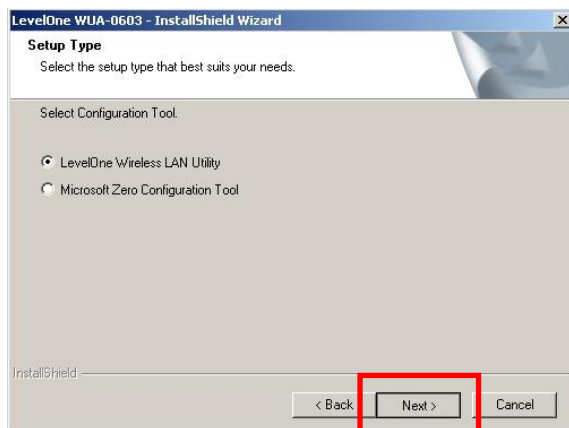 LevelOne WUA-0603 - InstallShield Wizard
Setup Type
Select the setup type that best suits your needs.
Select Configuration Tool.
LevelOne Wireless LAN Utility
Microsoft Zero Configuration Tool
InstallShield
< Back
Next >
Cancel